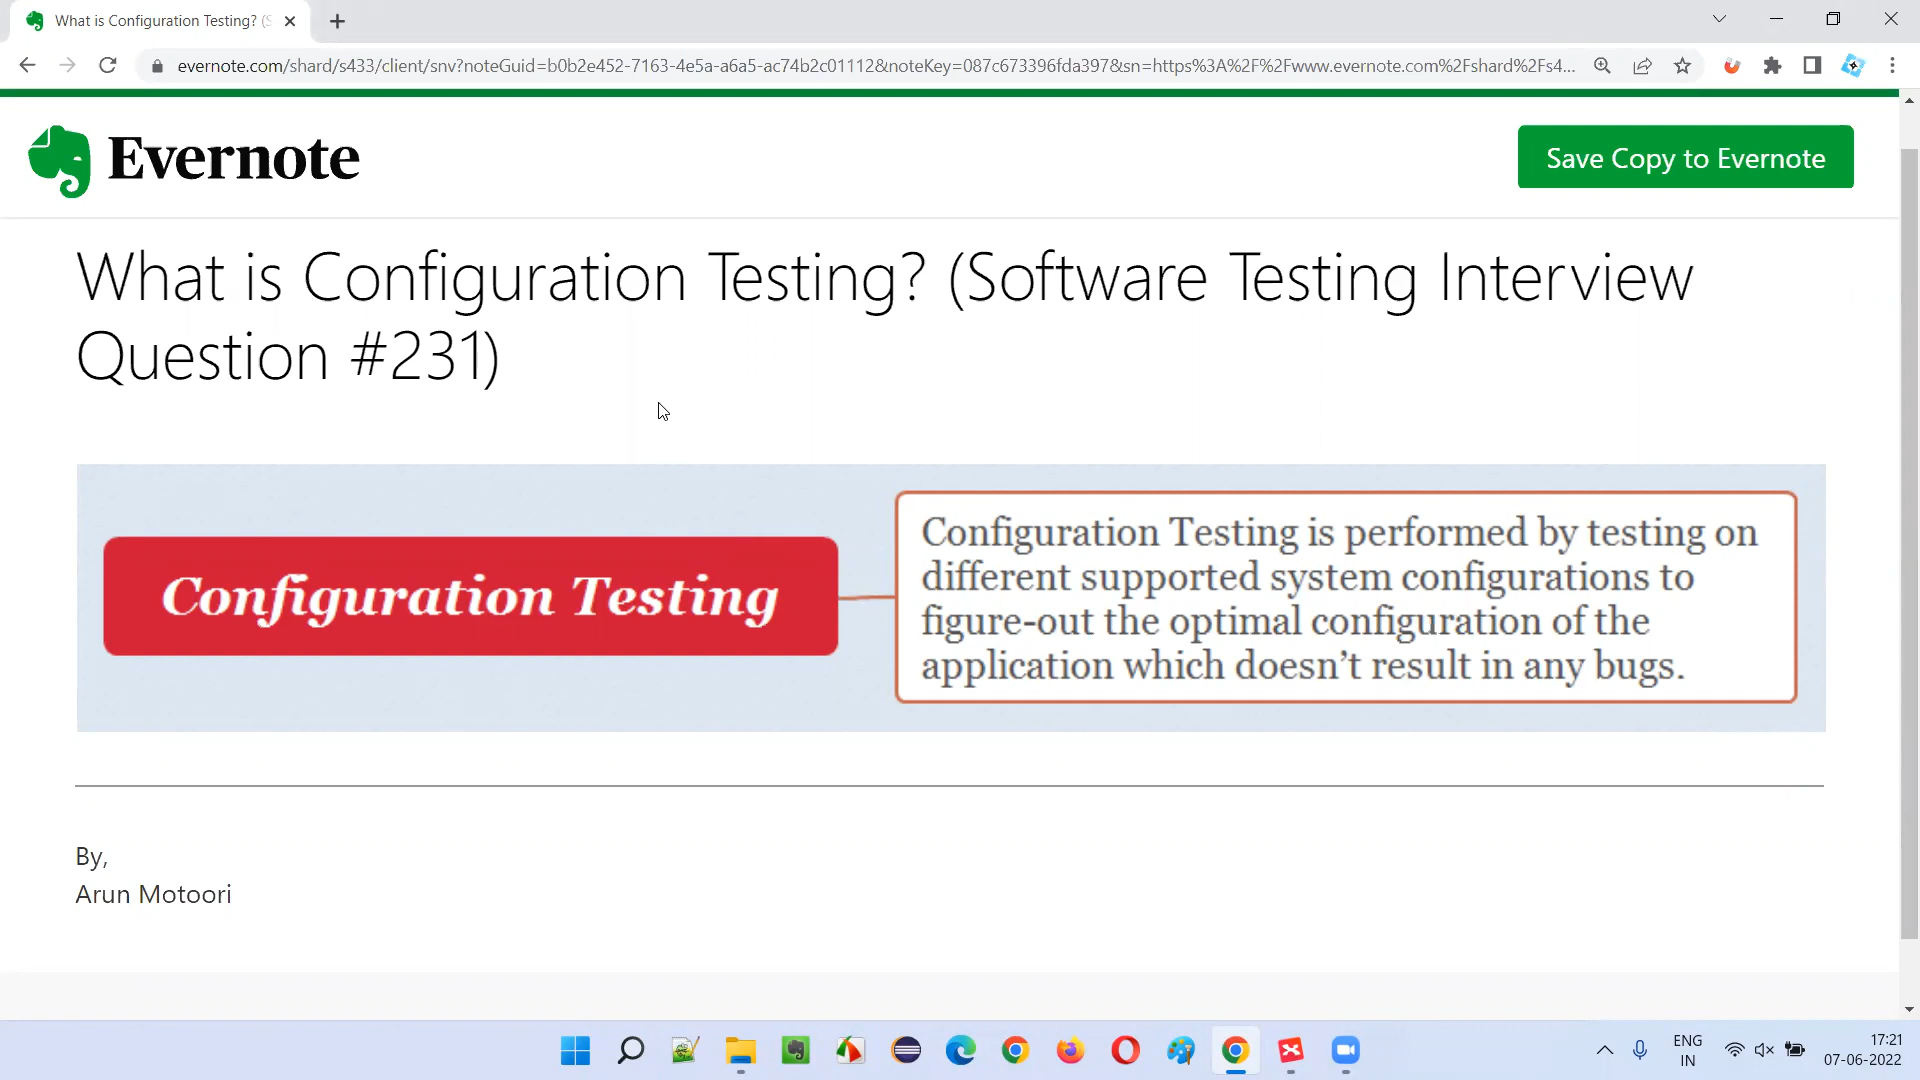 What is Configuration Testing? (S
evernote.com/shard/s433/client/snv?noteGuid=b0b2e452-7163-4e5a-a6a5-ac74b2c01112&noteKey=087c673396fda397&sn=https%3A%2F%2Fwww.evernote.com%2Fshard%2Fs4...
Evernote
Save Copy to Evernote
What is Configuration Testing? (Software Testing Interview
Question #231)
Configuration Testing
Configuration Testing is performed by testing on
different supported system configurations to
figure-out the optimal configuration of the
application which doesn't result in any bugs.
By,
Arun Motoori
ENG
IN
17:21
07-06-2022